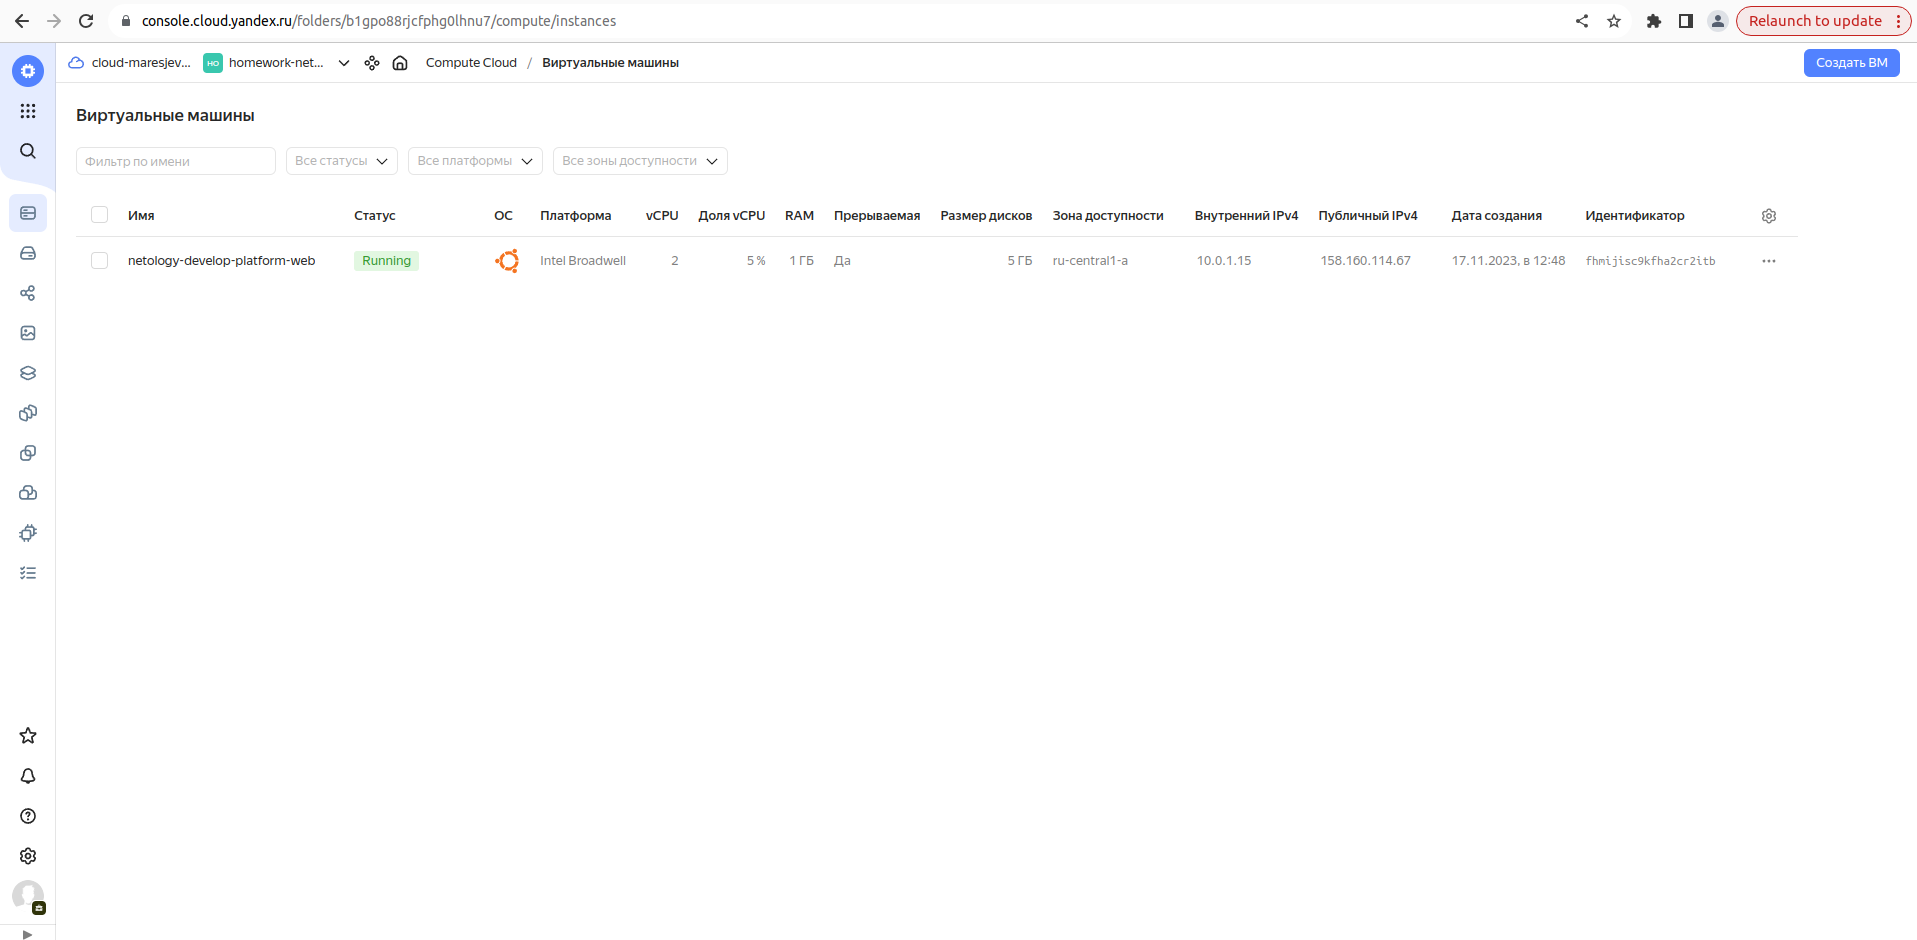 console.cloud.yandex.ru/folders/b1gpo88rjcfphg0lhnu7/compute/instances
Relaunch to update
cloud-maresjev... HO homework-net... Compute Cloud / Виртуальные машины
Создать ВМ
Виртуальные машины
Фильтр по имени Все статусы Все платформы Все зоны доступности
Имя Статус ОС Платформа vCPU Доля vCPU RAM Прерываемая Размер дисков Зона доступности Внутренний IPv4 Публичный IPv4 Дата создания Идентификатор
netology-develop-platform-web Running Intel Broadwell 2 5 % 1 ГБ Да 5 ГБ ru-central1-a 10.0.1.15 158.160.114.67 17.11.2023, в 12:48 fhmijisc9kfha2cr2itb